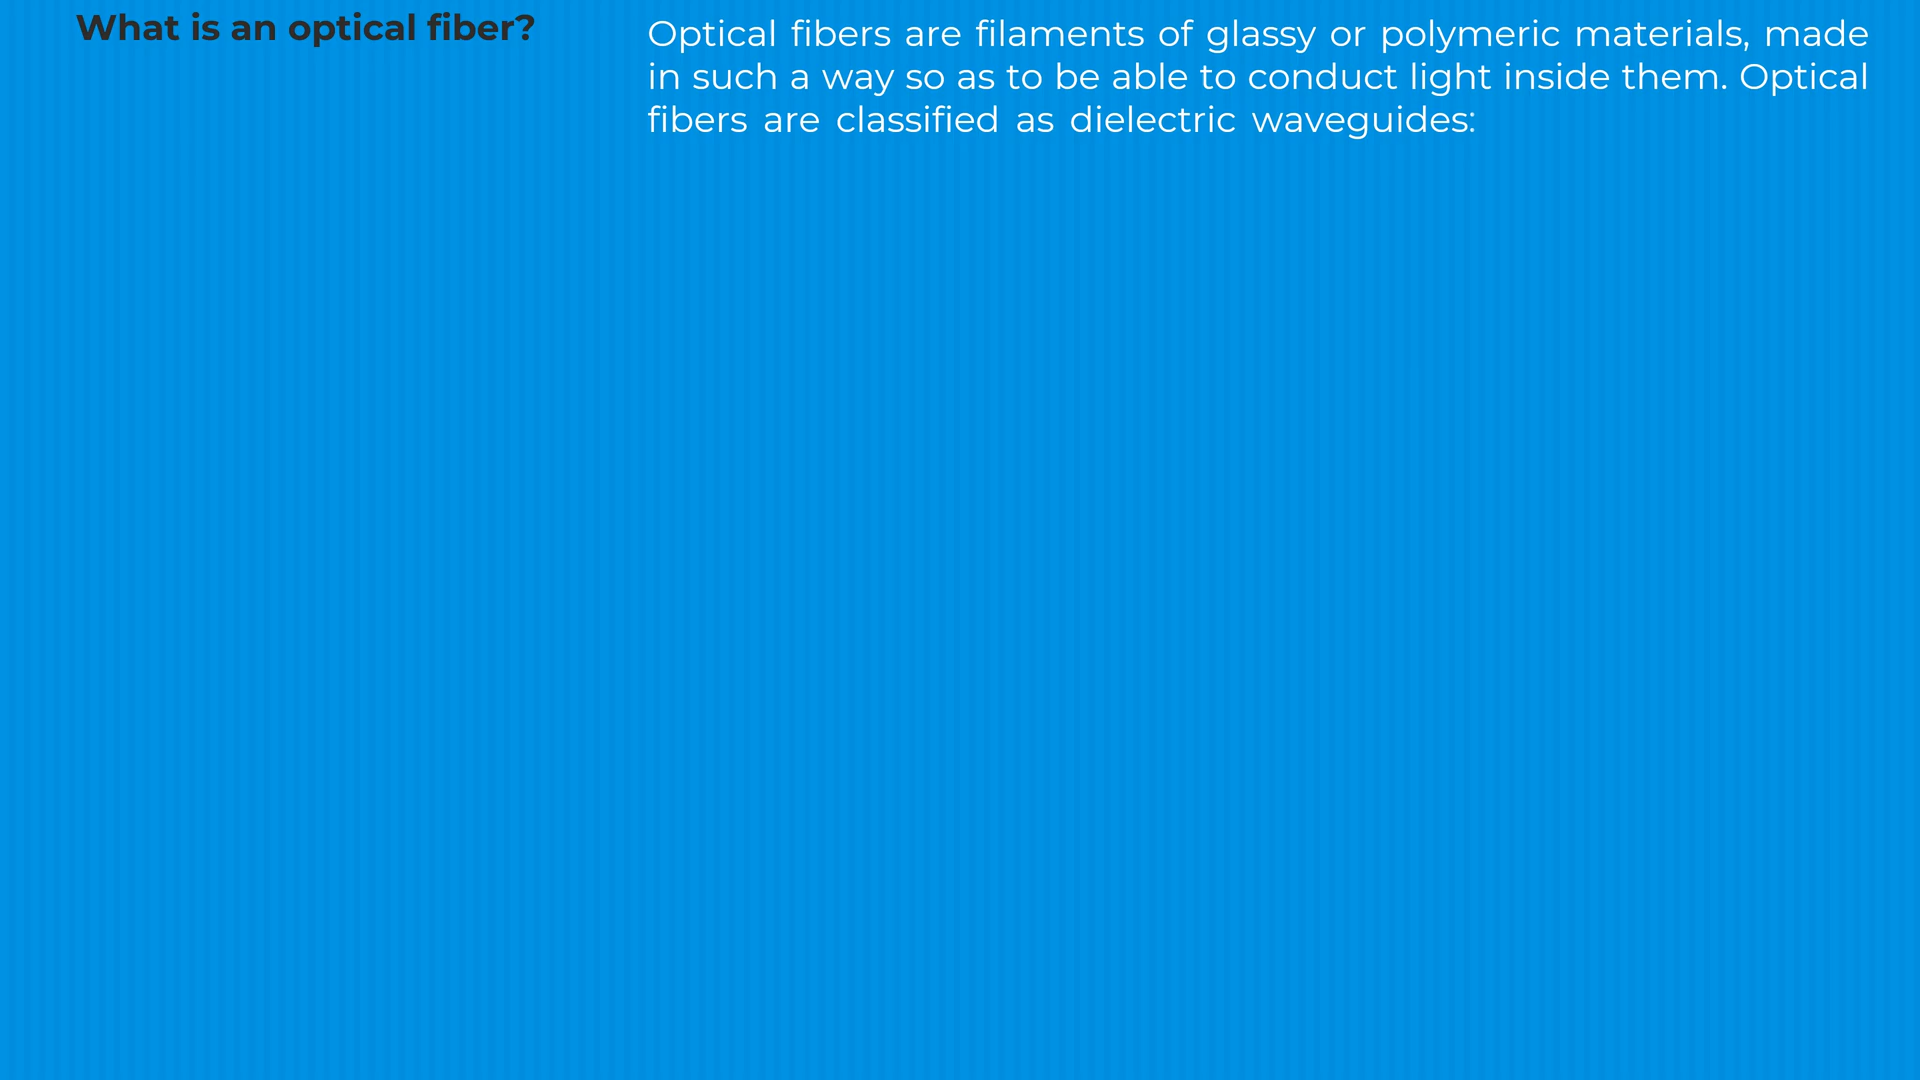 What is an optical fiber?
Optical fibers are filaments of glassy or polymeric materials, made
in such a way so as to be able to conduct light inside them. Optical
fibers are classified as dielectric waveguides: